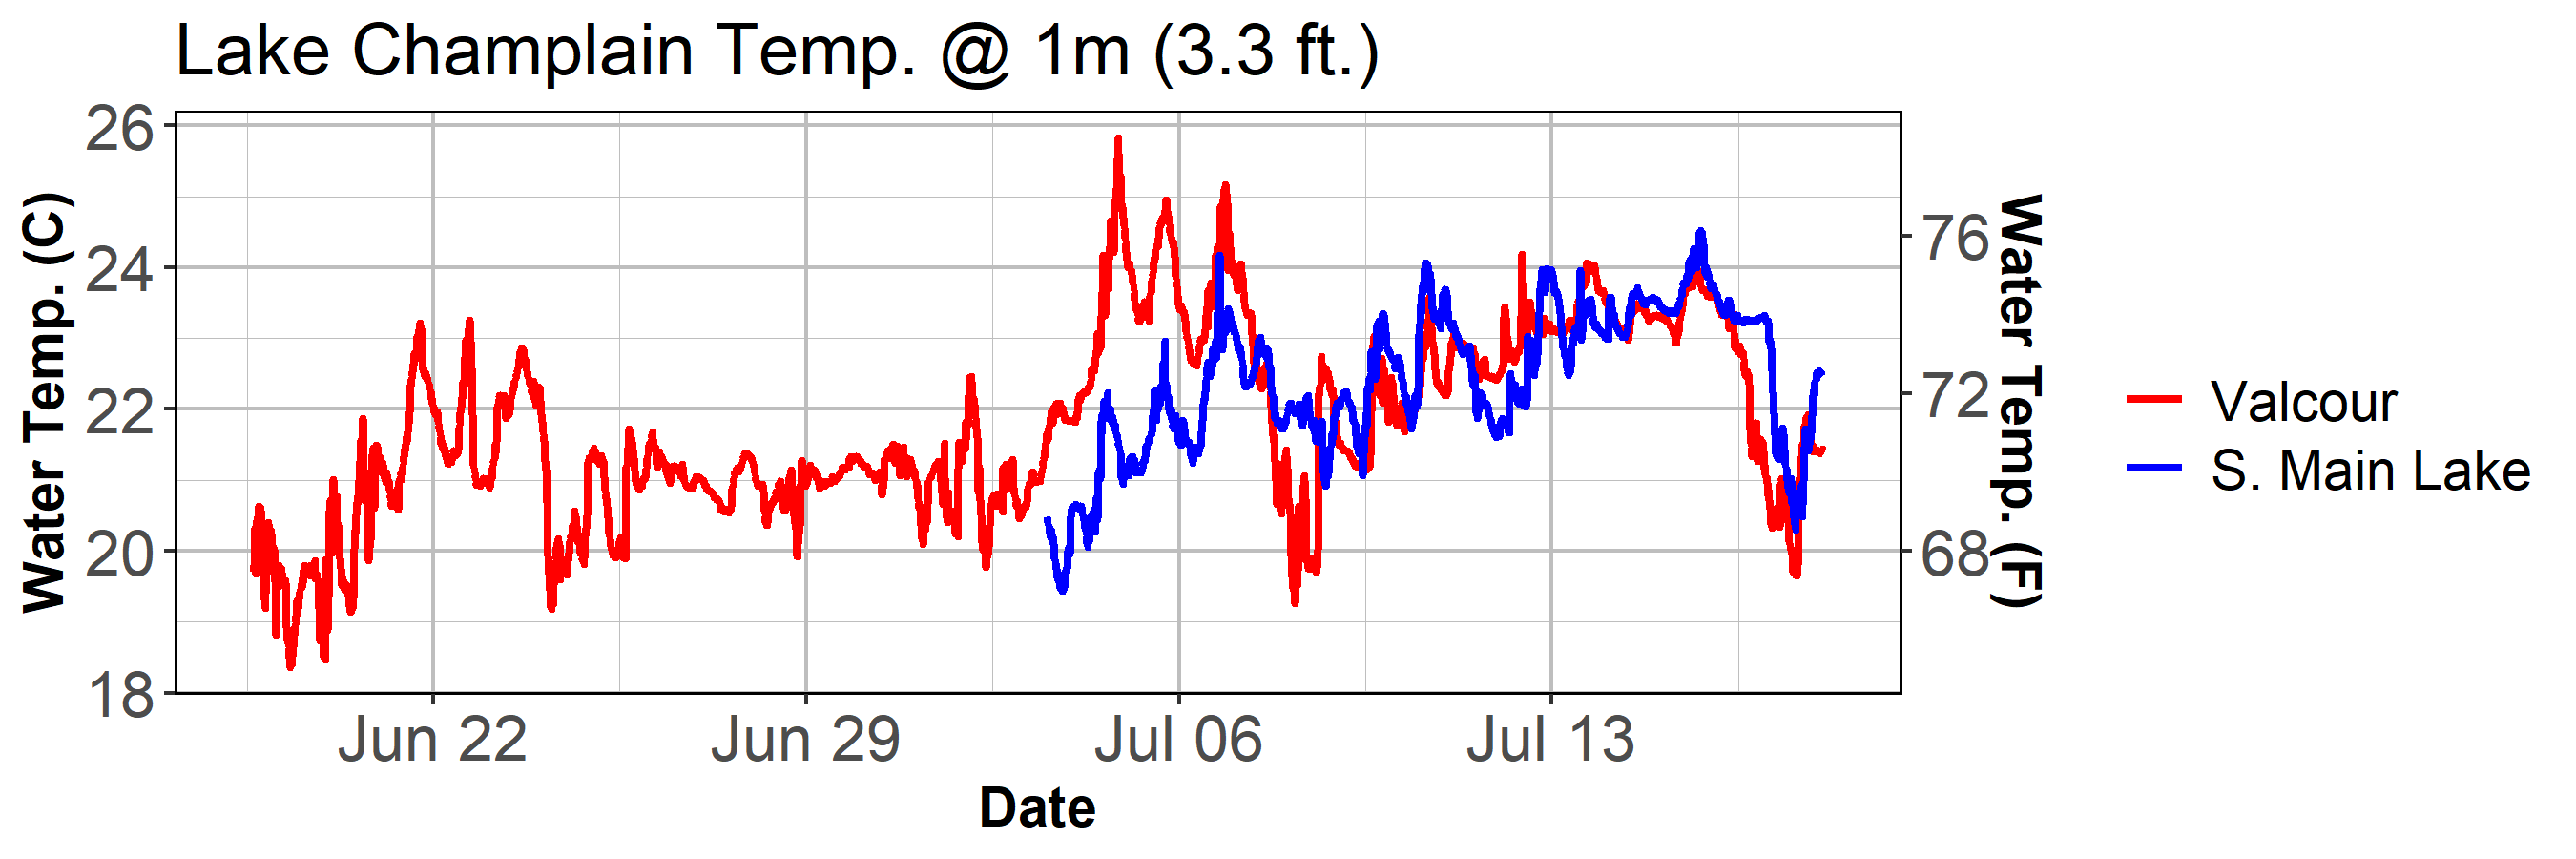 Lake Champlain Temp. @ 1m (3.3 ft.)
Water Temp. (C)
26
24
22
20
18
76
72
68
Water Temp. (F)
Jun 22
Jun 29
Jul 06
Jul 13
Date
Valcour
S. Main Lake